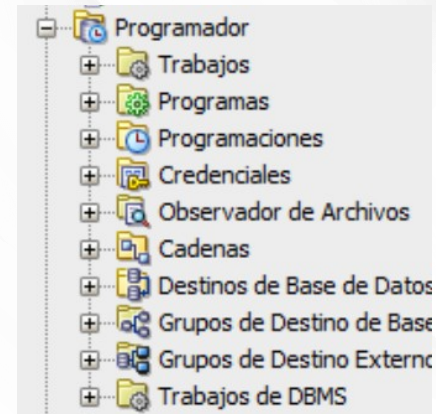 Programador
Trabajos
Programas
Programaciones
Credenciales
Observador de Archivos
Cadenas
Destinos de Base de Datos
Grupos de Destino de Base
Grupos de Destino Externo
Trabajos de DBMS